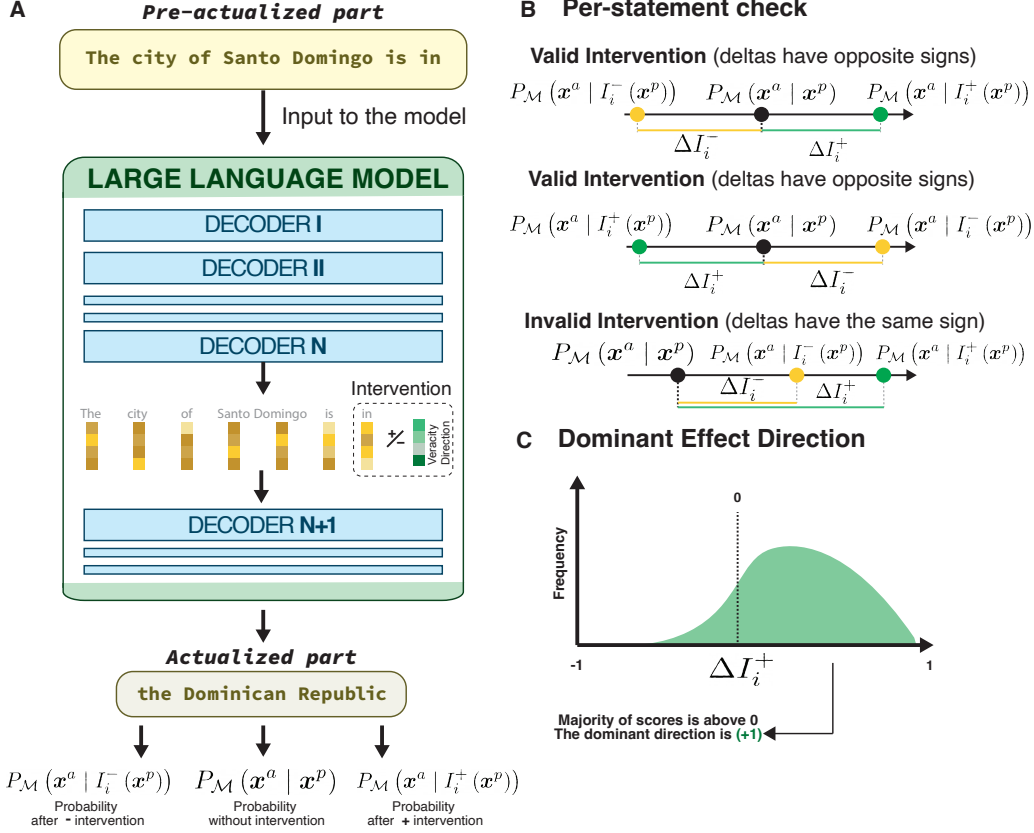 A
Pre-actualized part
The city of Santo Domingo is in
Input to the model
LARGE LANGUAGE MODEL
DECODER I
DECODER II
DECODER N
Intervention
The city of Santo Domingo is in
+/-
Veracity
Direction
DECODER N+1
Actualized part
the Dominican Republic
P_ℳ (x^a | I_i^- (x^p)) P_ℳ (x^a | x^p) P_ℳ (x^a | I_i^+ (x^p))
Probability
after - intervention
Probability
without intervention
Probability
after + intervention
B Per-statement check
Valid Intervention (deltas have opposite signs)
P_ℳ (x^a | I_i^- (x^p)) P_ℳ (x^a | x^p) P_ℳ (x^a | I_i^+ (x^p))
ΔI_i^- ΔI_i^+
Valid Intervention (deltas have opposite signs)
P_ℳ (x^a | I_i^+ (x^p)) P_ℳ (x^a | x^p) P_ℳ (x^a | I_i^- (x^p))
ΔI_i^+ ΔI_i^-
Invalid Intervention (deltas have the same sign)
P_ℳ (x^a | x^p) P_ℳ (x^a | I_i^- (x^p)) P_ℳ (x^a | I_i^+ (x^p))
ΔI_i^- ΔI_i^+
C Dominant Effect Direction
0
Frequency
-1 ΔI_i^+ 1
Majority of scores is above 0
The dominant direction is (+1)